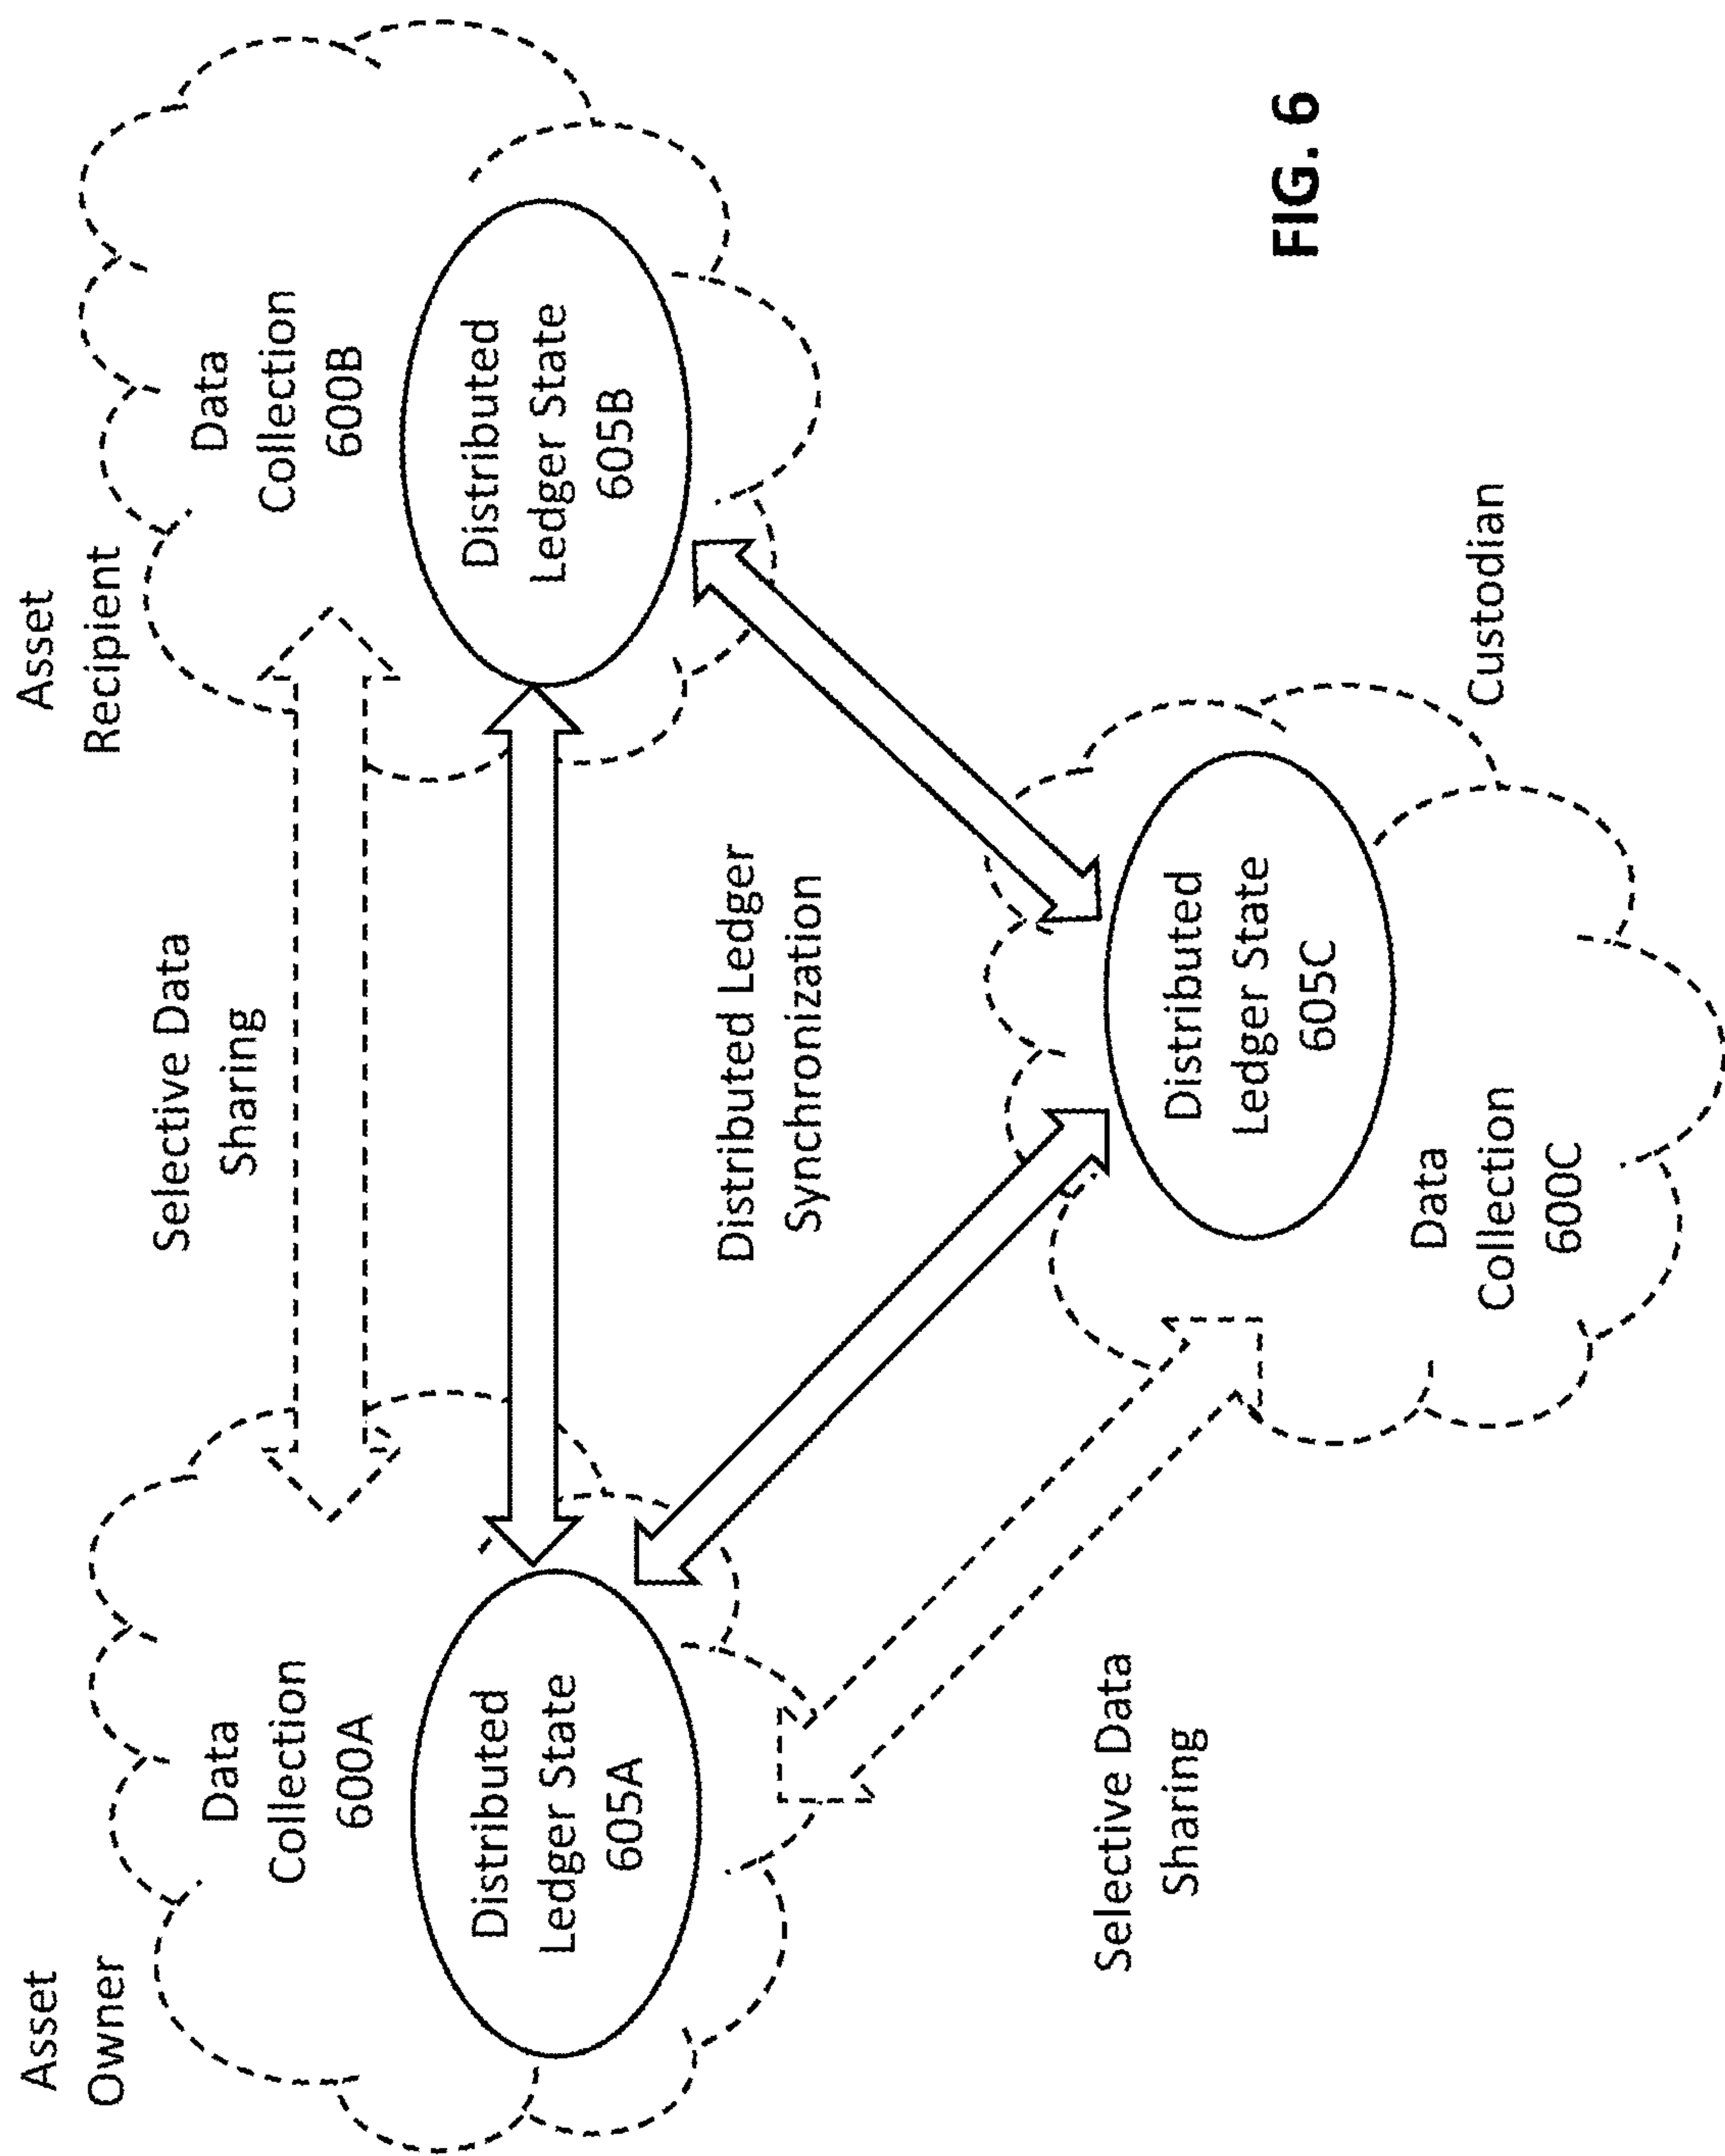 Asset
Owner
Data
Collection
600A
Distributed
Ledger State
605A
Selective Data
Sharing
Asset
Recipient
Data
Collection
600B
Distributed
Ledger State
605B
Distributed Ledger
Synchronization
Selective Data
Sharing
Distributed
Ledger State
605C
Data
Collection
600C
Custodian
FIG. 6